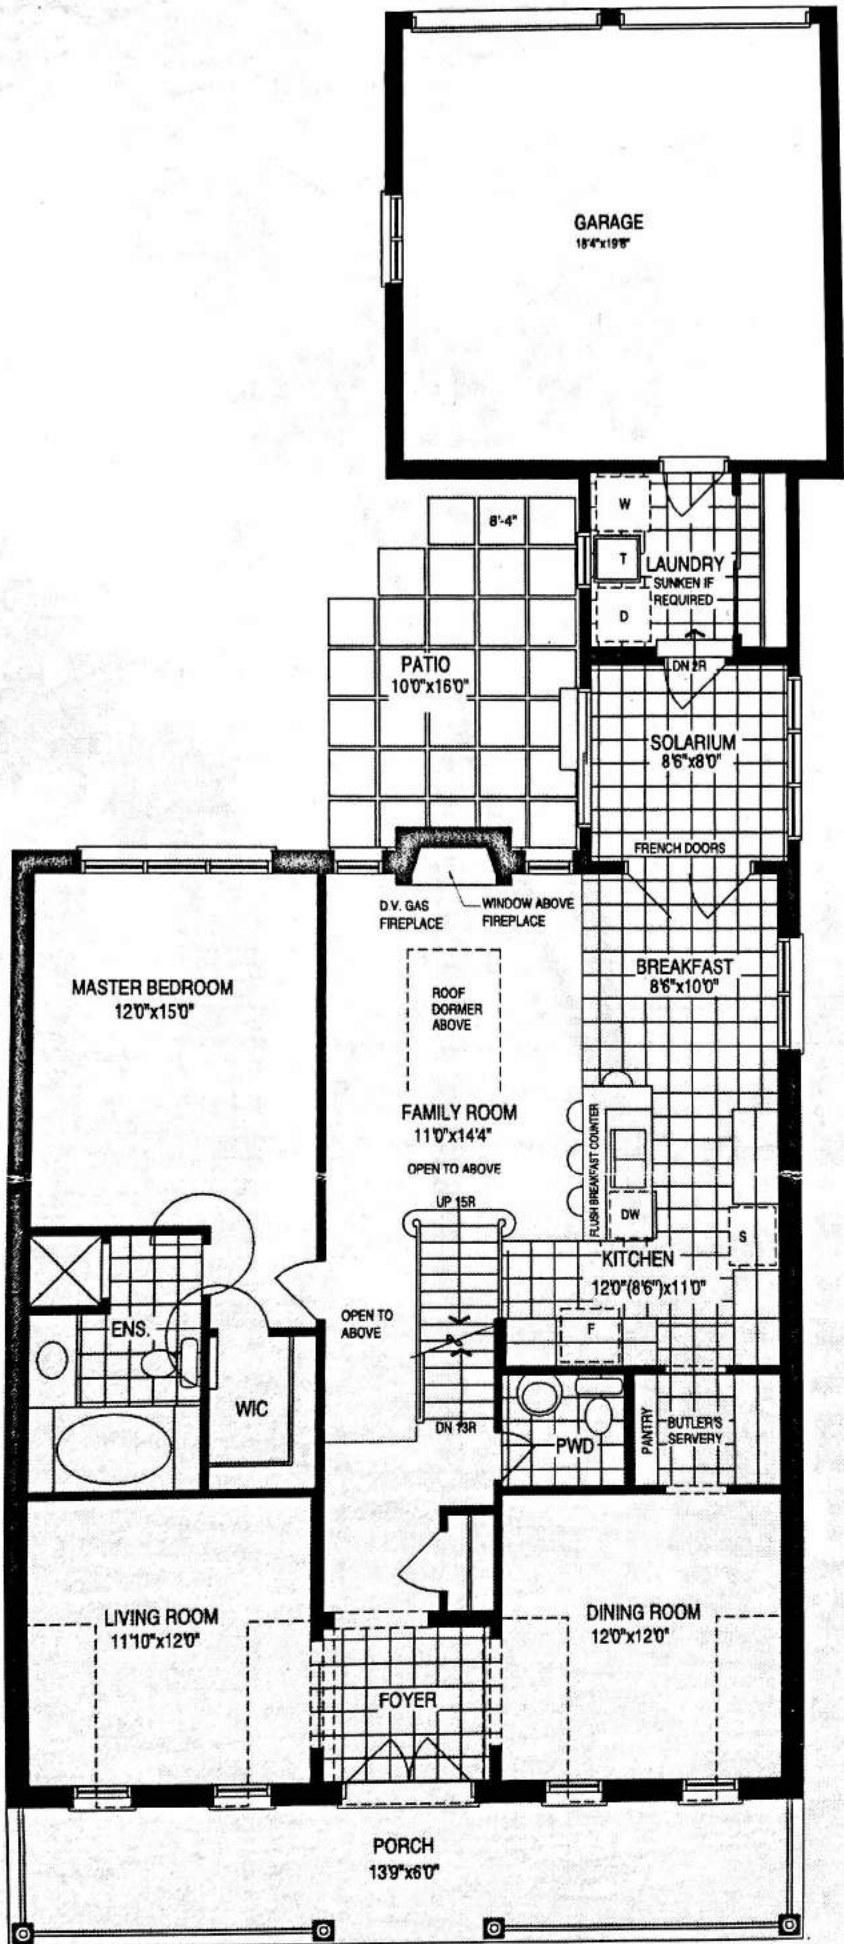 GARAGE
18'4"x19'8"
W
8'-4"
T
LAUNDRY
SUNKEN IF
REQUIRED
D
PATIO
10'0"x16'0"
DN 2R
SOLARIUM
8'6"x8'0"
FRENCH DOORS
D.V. GAS
FIREPLACE
WINDOW ABOVE
FIREPLACE
MASTER BEDROOM
12'0"x15'0"
BREAKFAST
8'6"x10'0"
ROOF
DORMER
ABOVE
FAMILY ROOM
11'0"x14'4"
OPEN TO ABOVE
FLUSH BREAKFAST COUNTER
UP 15R
DW
S
KITCHEN
12'0"(8'6")x11'0"
OPEN TO
ABOVE
F
ENS.
WIC
DN 13R
PWD
PANTRY
BUTLER'S
SERVERY
LIVING ROOM
11'10"x12'0"
DINING ROOM
12'0"x12'0"
FOYER
PORCH
13'9"x6'0"